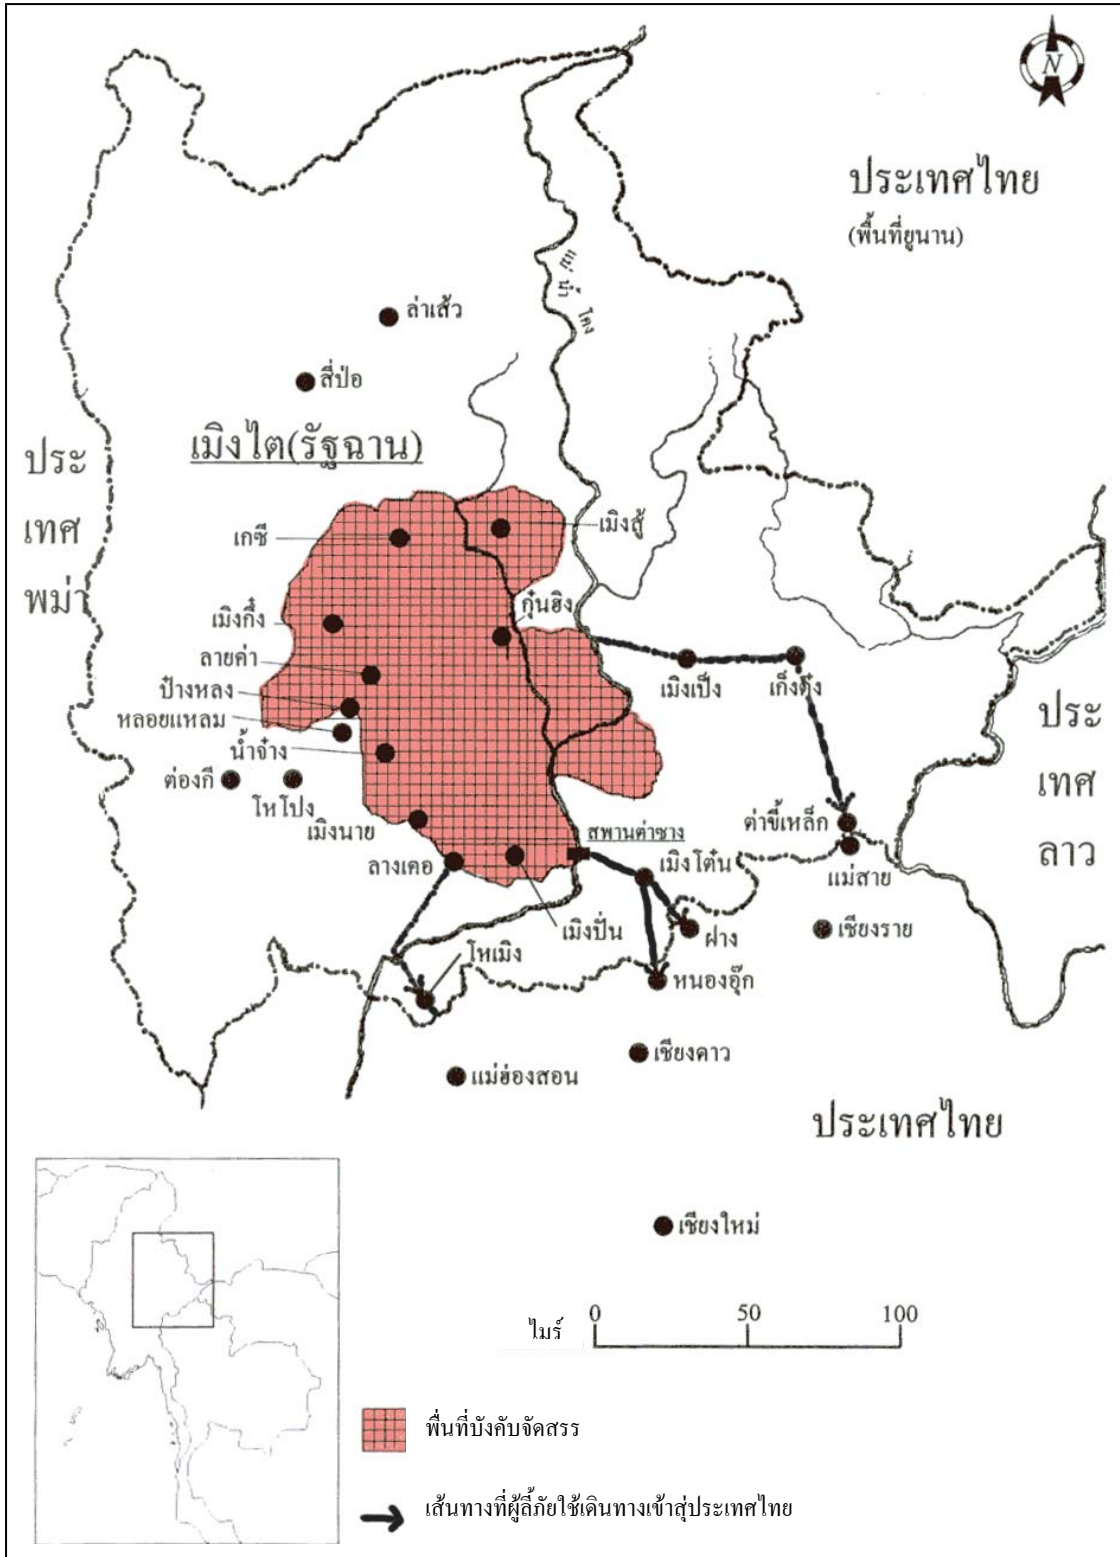 N
ประเทศไทย
(พื้นที่ยูนาน)
แม่น้ำ
โคง
ล่าเส้ว
สี่ป่อ
เมิงไต(รัฐฉาน)
ประ
เทศ
พม่า
เกซี
เมิงสู้
กุ๋นฮิง
เมิงกึ๋ง
ลายค่า
ป๋างหลง
หลอยแหลม
น้ำจ๋าง
ต่องกี
โหโปง
เมิงนาย
ลางเคอ
เมิงเป็ง
เก็งตุ๋ง
ประ
เทศ
ลาว
ต่าขี้เหล็ก
แม่สาย
สพานต่าซาง
เมิงโต๋น
เชียงราย
ฝาง
เมิงปั่น
โหเมิง
หนองอุ๊ก
เชียงดาว
แม่ฮ่องสอน
ประเทศไทย
เชียงใหม่
ไมร์
0 50 100
พื่นที่บังคับจัดสรร
เส้นทางที่ผู้ลี้ภัยใช้เดินทางเข้าสู่ประเทศไทย